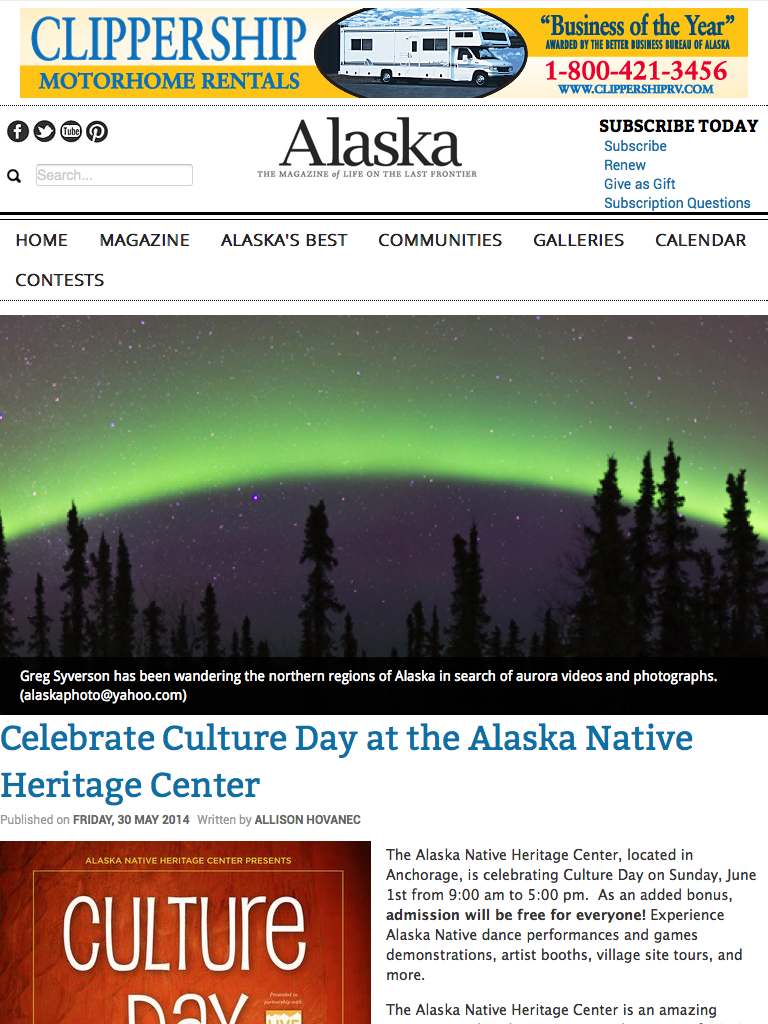 CLIPPERSHIP
MOTORHOME RENTALS
"Business of the Year"
AWARDED BY THE BETTER BUSINESS BUREAU OF ALASKA
1-800-421-3456
WWW.CLIPPERSHIPRV.COM
f
You
Tube
Search...
Alaska
THE MAGAZINE of LIFE ON THE LAST FRONTIER
SUBSCRIBE TODAY
Subscribe
Renew
Give as Gift
Subscription Questions
HOME MAGAZINE ALASKA'S BEST COMMUNITIES GALLERIES CALENDAR
CONTESTS
Greg Syverson has been wandering the northern regions of Alaska in search of aurora videos and photographs.
(alaskaphoto@yahoo.com)
Celebrate Culture Day at the Alaska Native
Heritage Center
Published on FRIDAY, 30 MAY 2014 Written by ALLISON HOVANEC
ALASKA NATIVE HERITAGE CENTER PRESENTS
CULTURE
DAY
Presented in
partnership with
LIVE
The Alaska Native Heritage Center, located in
Anchorage, is celebrating Culture Day on Sunday, June
1st from 9:00 am to 5:00 pm. As an added bonus,
admission will be free for everyone! Experience
Alaska Native dance performances and games
demonstrations, artist booths, village site tours, and
more.
The Alaska Native Heritage Center is an amazing